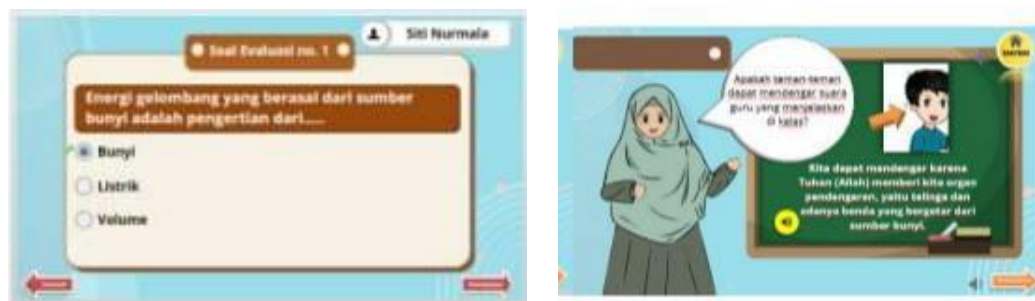 Siti Nurmala
Soal Evaluasi no. 1
Energi gelombang yang berasal dari sumber
bunyi adalah pengertian dari.....
Bunyi
Listrik
Volume
Apakah teman-teman
dapat mendengar suara
guru yang menjelaskan
di kelas?
Kita dapat mendengar karena
Tuhan (Allah) memberi kita organ
pendengaran, yaitu telinga dan
adanya benda yang bergetar dari
sumber bunyi.